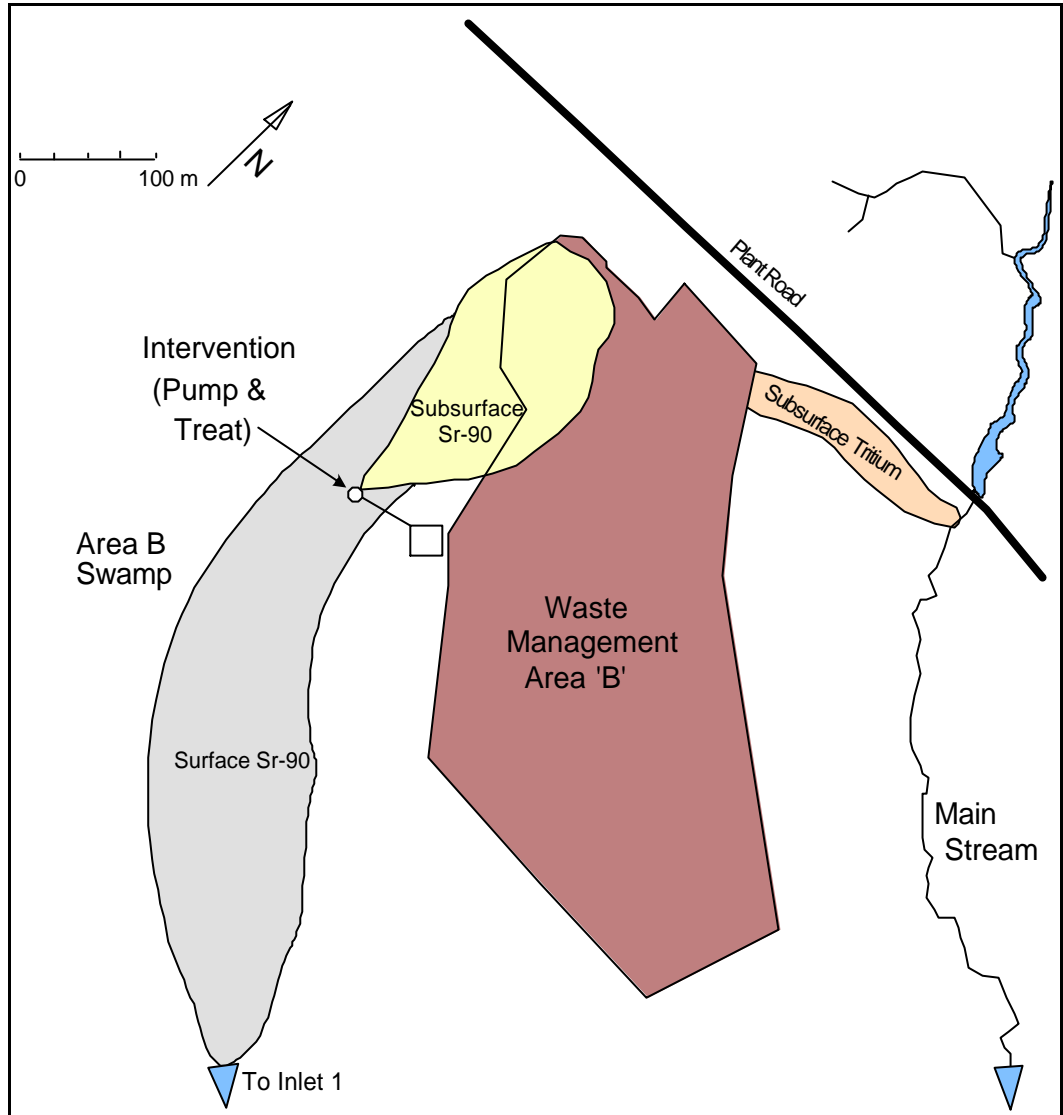 N
0
100 m
Plant Road
Intervention
(Pump &
Treat)
Subsurface
Sr-90
Subsurface Tritium
Area B
Swamp
Waste
Management
Area 'B'
Surface Sr-90
Main
Stream
To Inlet 1